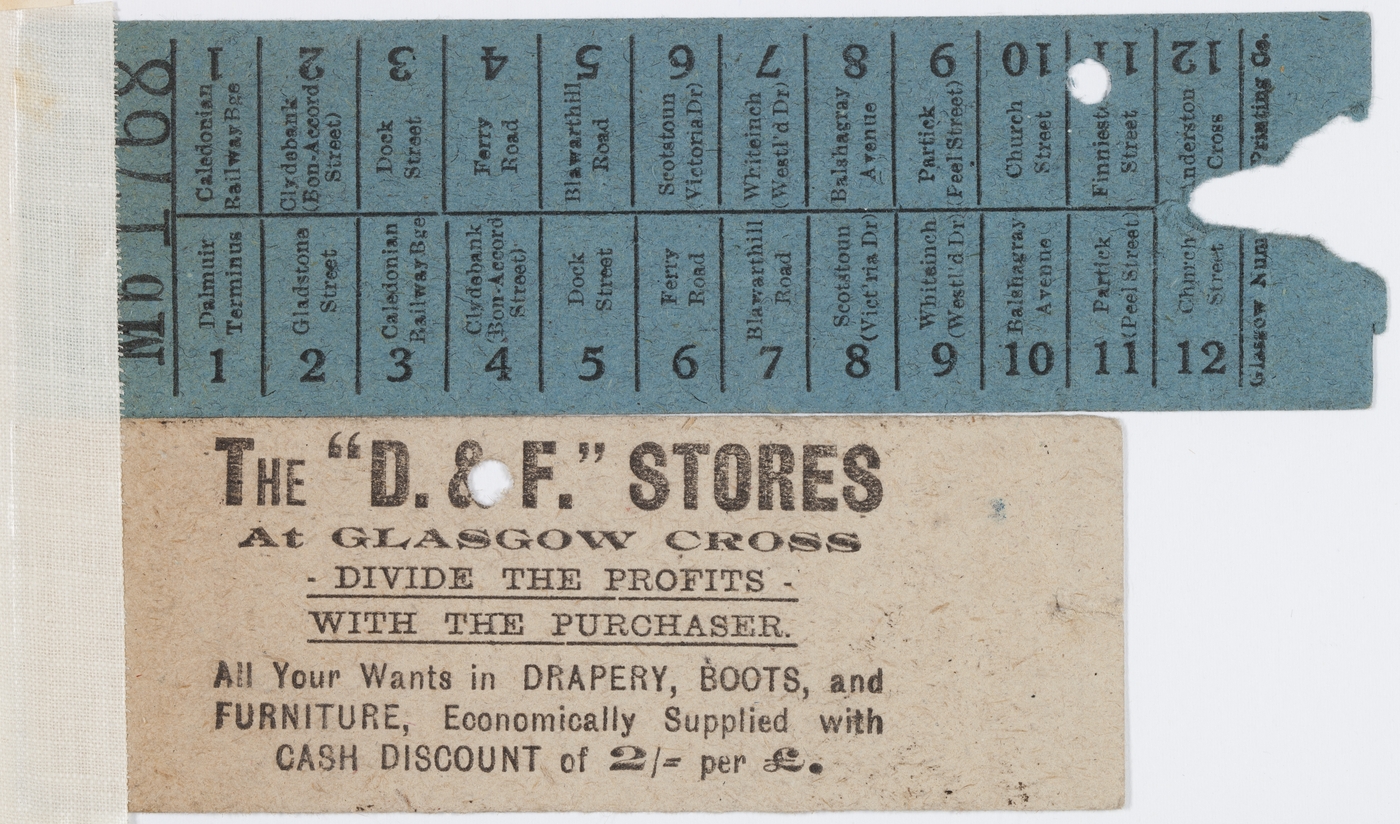 Mb 1768
1 Caledonian
Railway Bge
2 Clydebank
(Bon-Accord
Street)
3 Dock
Street
4 Ferry
Road
5 Blawarthill
Road
6 Scotstoun
(Victoria Dr)
7 Whiteinch
(Westl'd Dr)
8 Balshagray
Avenue
9 Partick
(Peel Street)
10 Church
Street
11 Finniest
Street
12 nderston
Cross
Dalmuir
Terminus 1
Gladstone
Street 2
Caledonian
Railway Bge 3
Clydebank
(Bon-Accord
Street) 4
Dock
Street 5
Ferry
Road 6
Blawarthill
Road 7
Scotstoun
(Vict'ria Dr) 8
Whiteinch
(Westl'd Dr) 9
Balshagray
Avenue 10
Partick
(Peel Street) 11
Church
Street 12
Glasgow Num Printing Co.
THE "D. & F." STORES
At GLASGOW CROSS
- DIVIDE THE PROFITS -
WITH THE PURCHASER.
All Your Wants in DRAPERY, BOOTS, and
FURNITURE, Economically Supplied with
CASH DISCOUNT of 2/= per £.